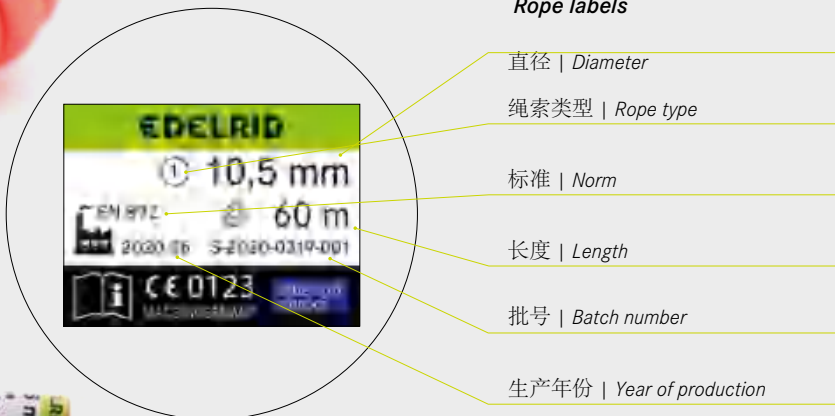 Rope labels
直径 | Diameter
绳索类型 | Rope type
标准 | Norm
长度 | Length
批号 | Batch number
生产年份 | Year of production
EDELRID
① 10,5 mm
EN 892 60 m
2020 06 S-2020-0319-001
CE 0123